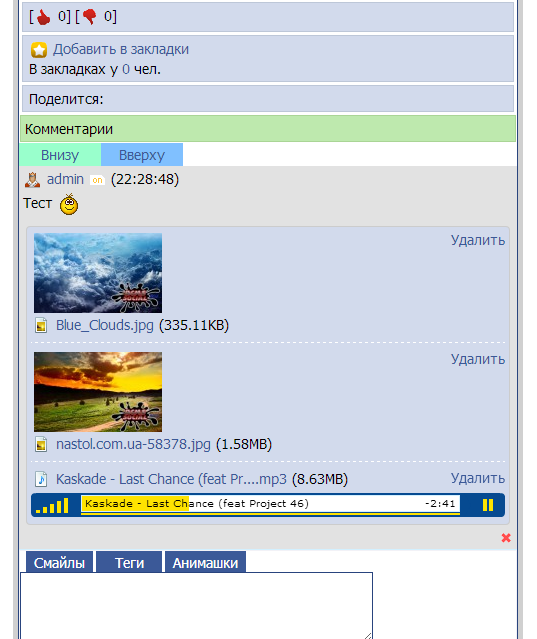 [ 0] [ 0]
Добавить в закладки
В закладках у 0 чел.
Поделится:
Комментарии
Внизу Вверху
admin on (22:28:48)
Тест
Удалить
Blue_Clouds.jpg (335.11KB)
Удалить
nastol.com.ua-58378.jpg (1.58MB)
Kaskade - Last Chance (feat Pr....mp3 (8.63MB) Удалить
Kaskade - Last Chance (feat Project 46) -2:41
Смайлы Теги Анимашки